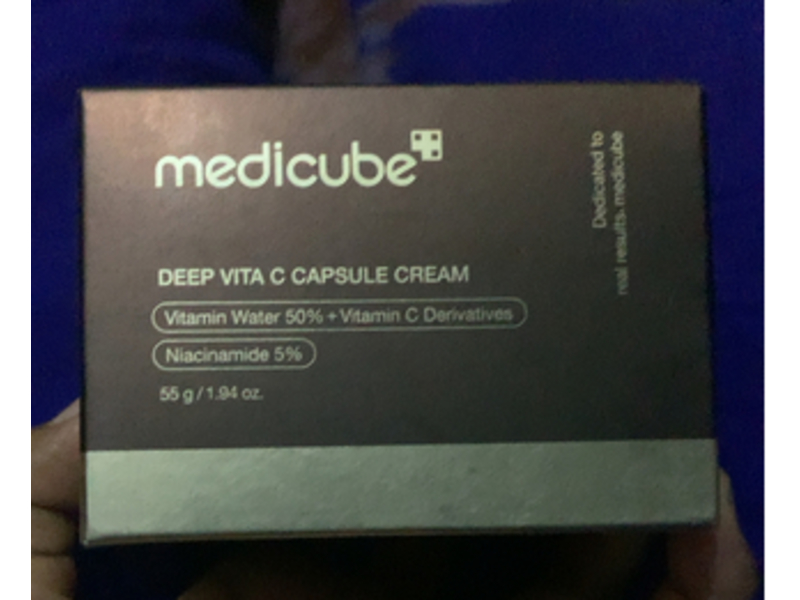 medicube
DEEP VITA C CAPSULE CREAM
Vitamin Water 50% + Vitamin C Derivatives
Niacinamide 5%
55 g / 1.94 oz.
Dedicated to
real results. medicube